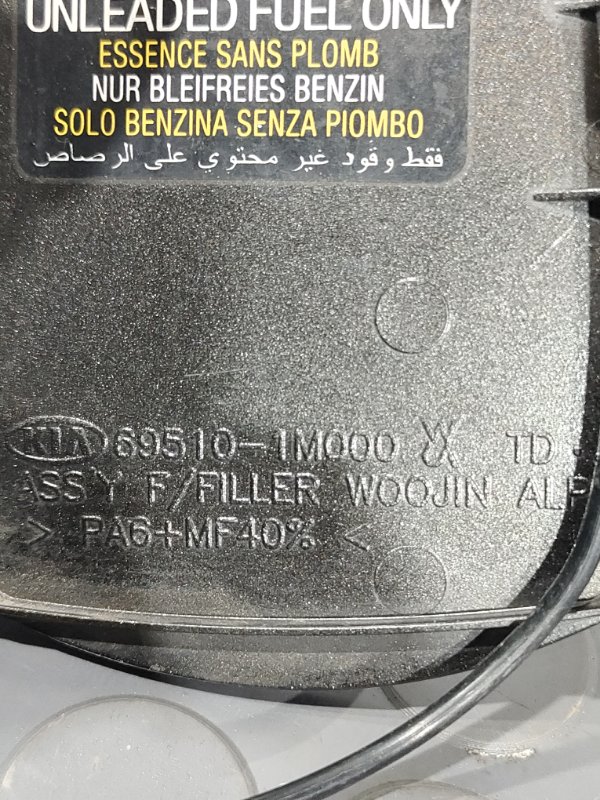 UNLEADED FUEL ONLY
ESSENCE SANS PLOMB
NUR BLEIFREIES BENZIN
SOLO BENZINA SENZA PIOMBO
فقط وقود غير محتوي على الرصاص
KIA 69510-1M000 TD
ASS'Y F/FILLER WOOJIN ALP
> PA6+MF40% <